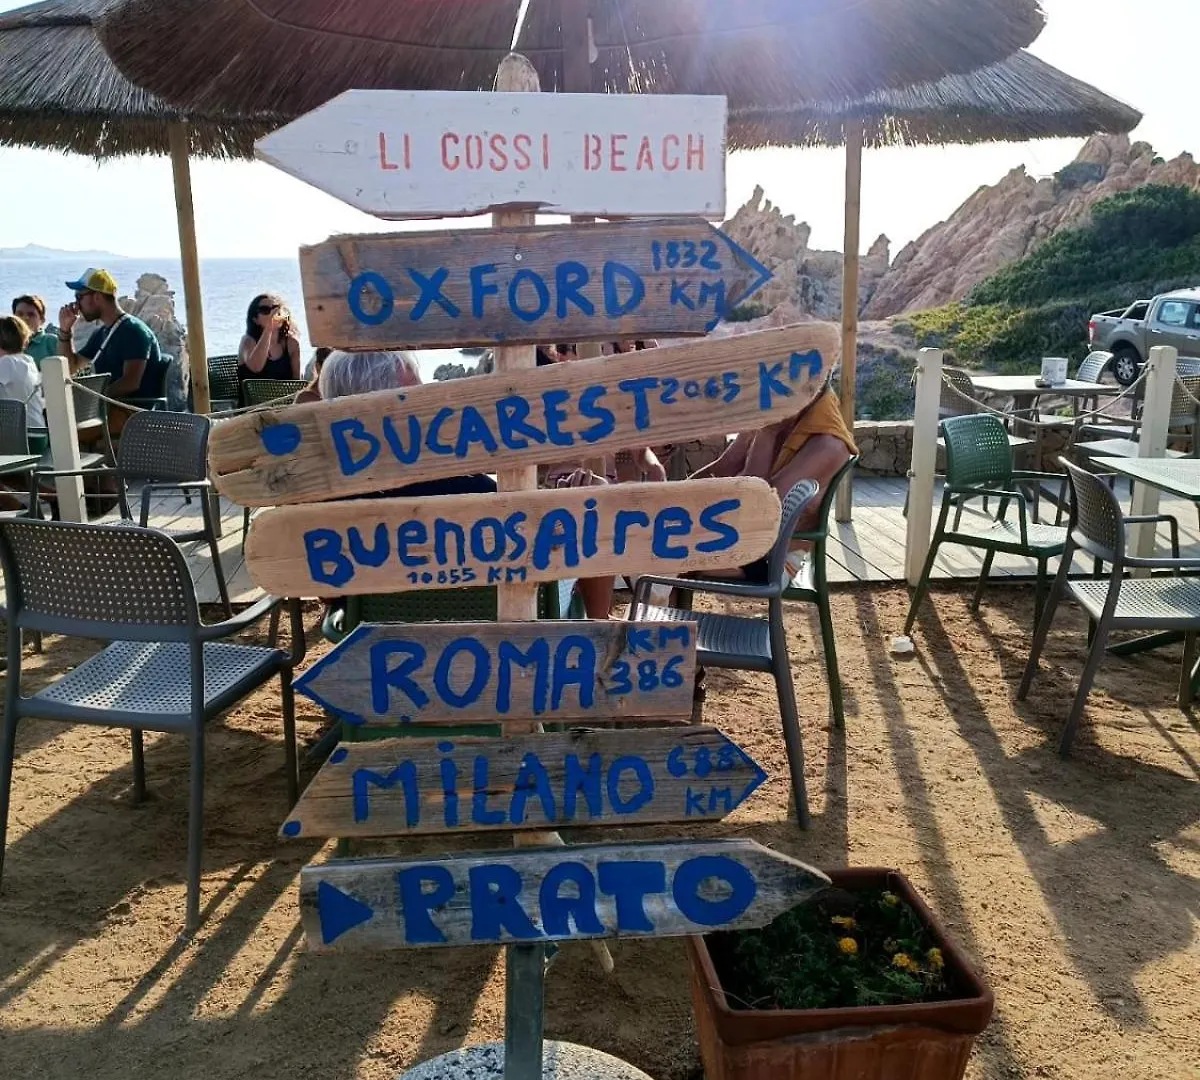 LI COSSI BEACH
OXFORD 1832 KM
BUCAREST 2065 KM
BuenosAires
10855 KM
ROMA KM 386
MILANO 688 KM
PRATO